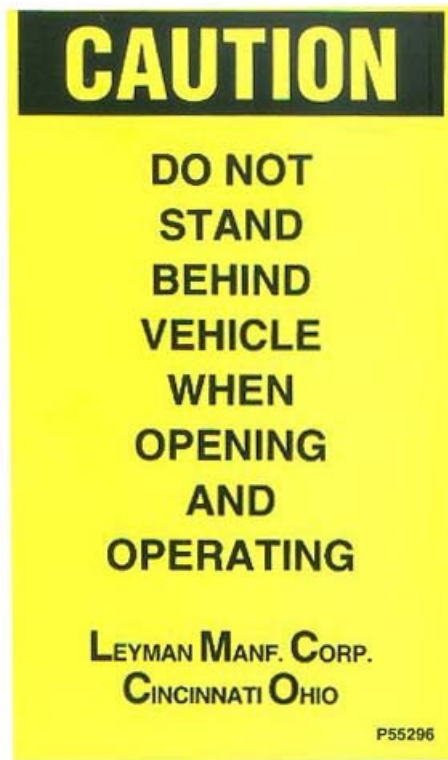 CAUTION
DO NOT
STAND
BEHIND
VEHICLE
WHEN
OPENING
AND
OPERATING
LEYMAN MANF. CORP.
CINCINNATI OHIO
P55296